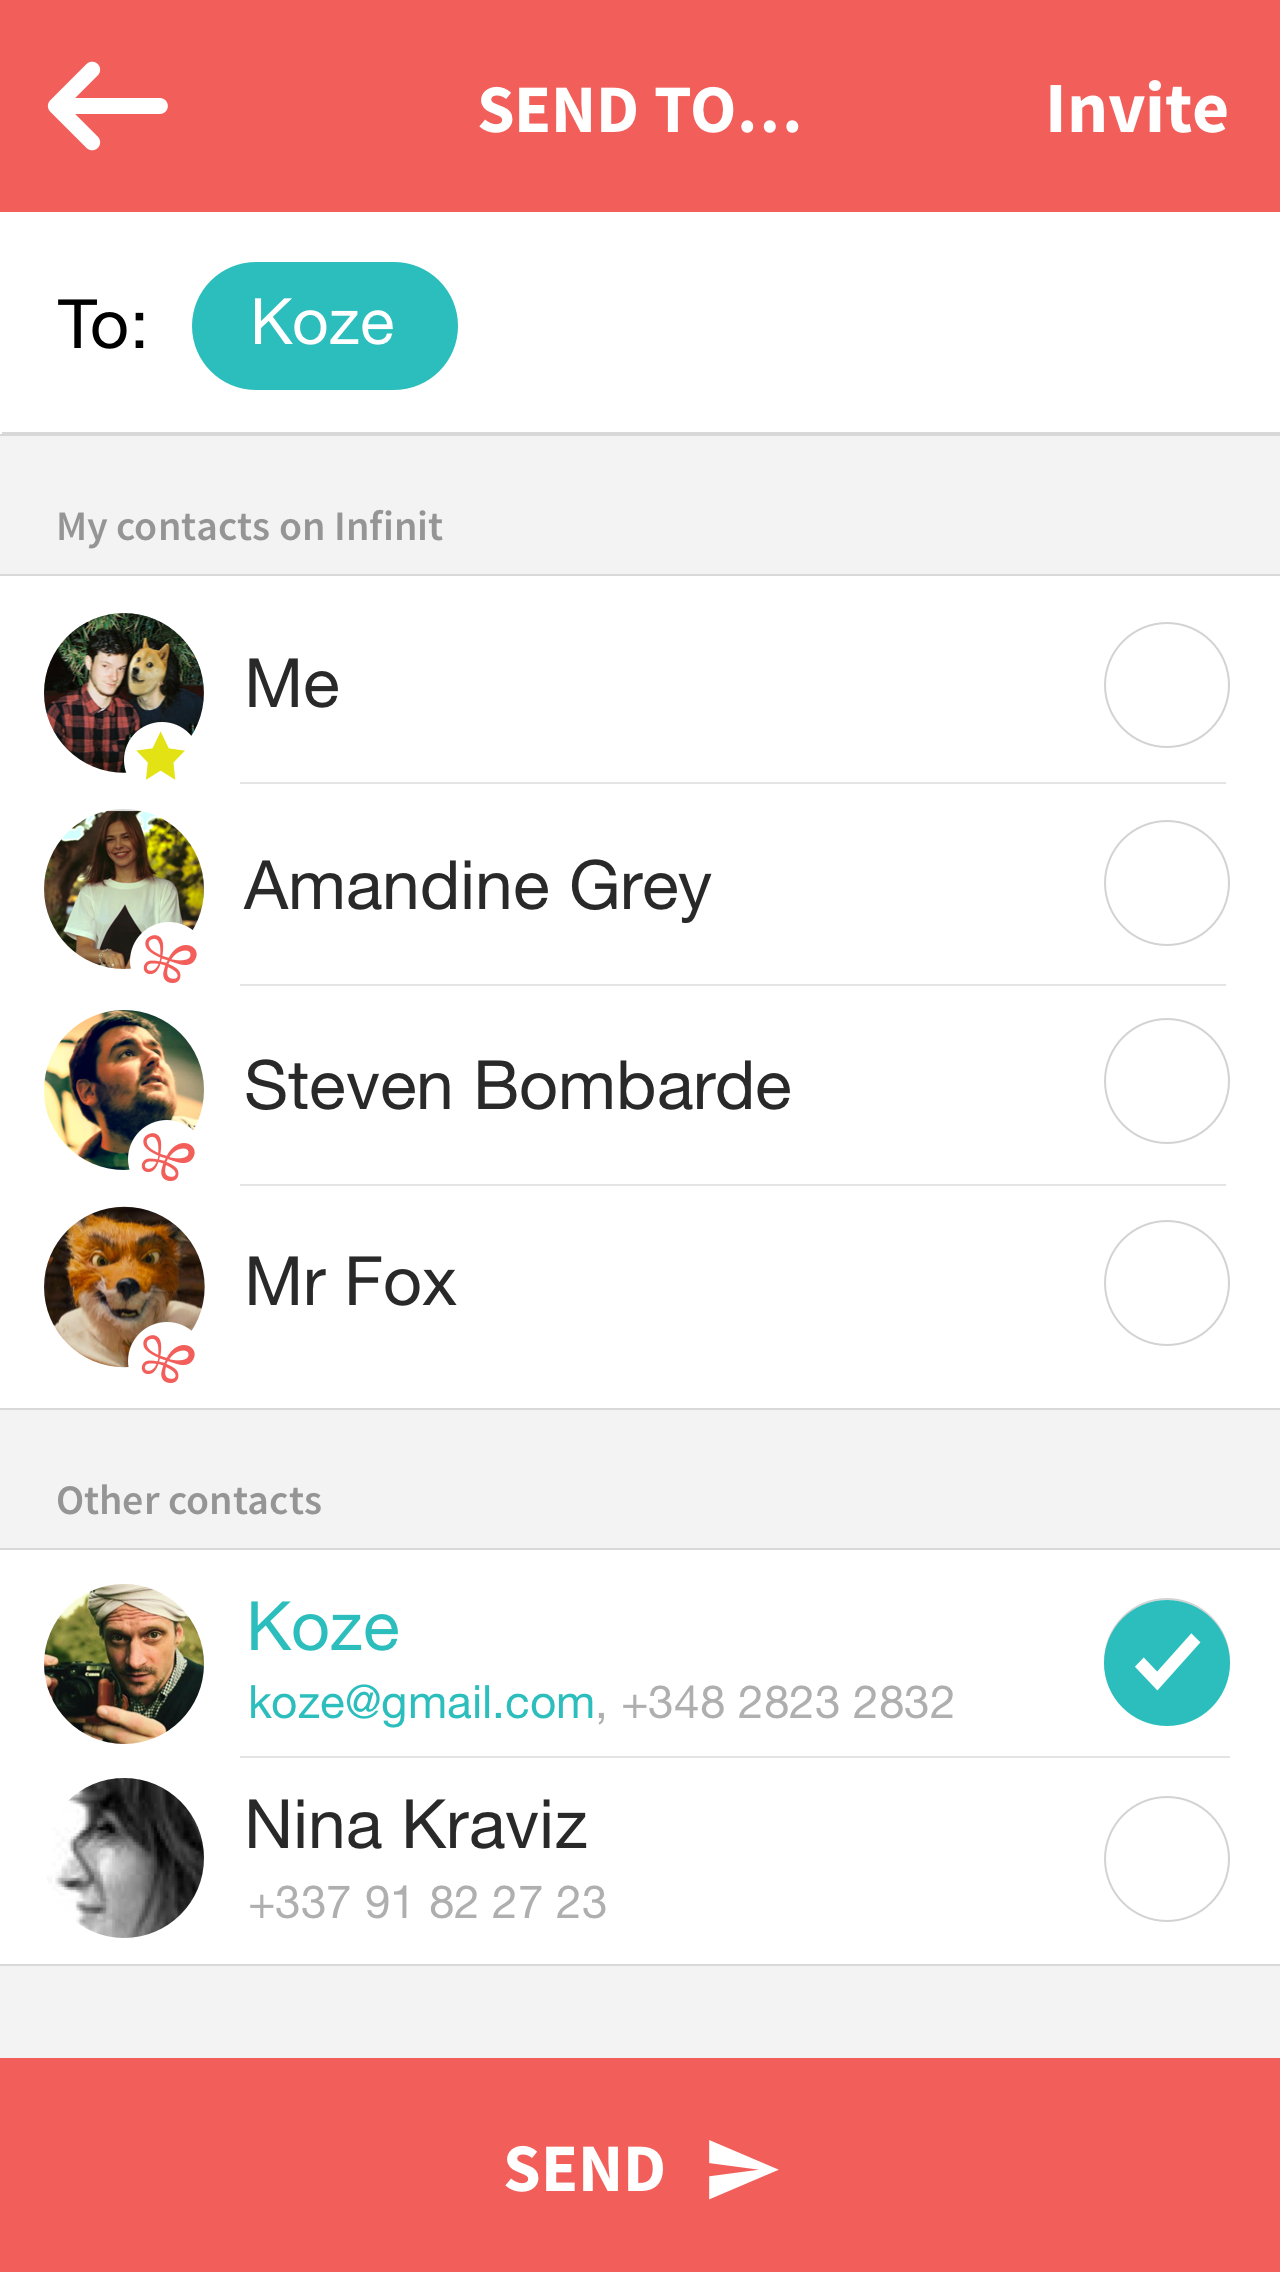 SEND TO...
Invite
To: Koze
My contacts on Infinit
Me
Amandine Grey
Steven Bombarde
Mr Fox
Other contacts
Koze
koze@gmail.com, +348 2823 2832
Nina Kraviz
+337 91 82 27 23
SEND